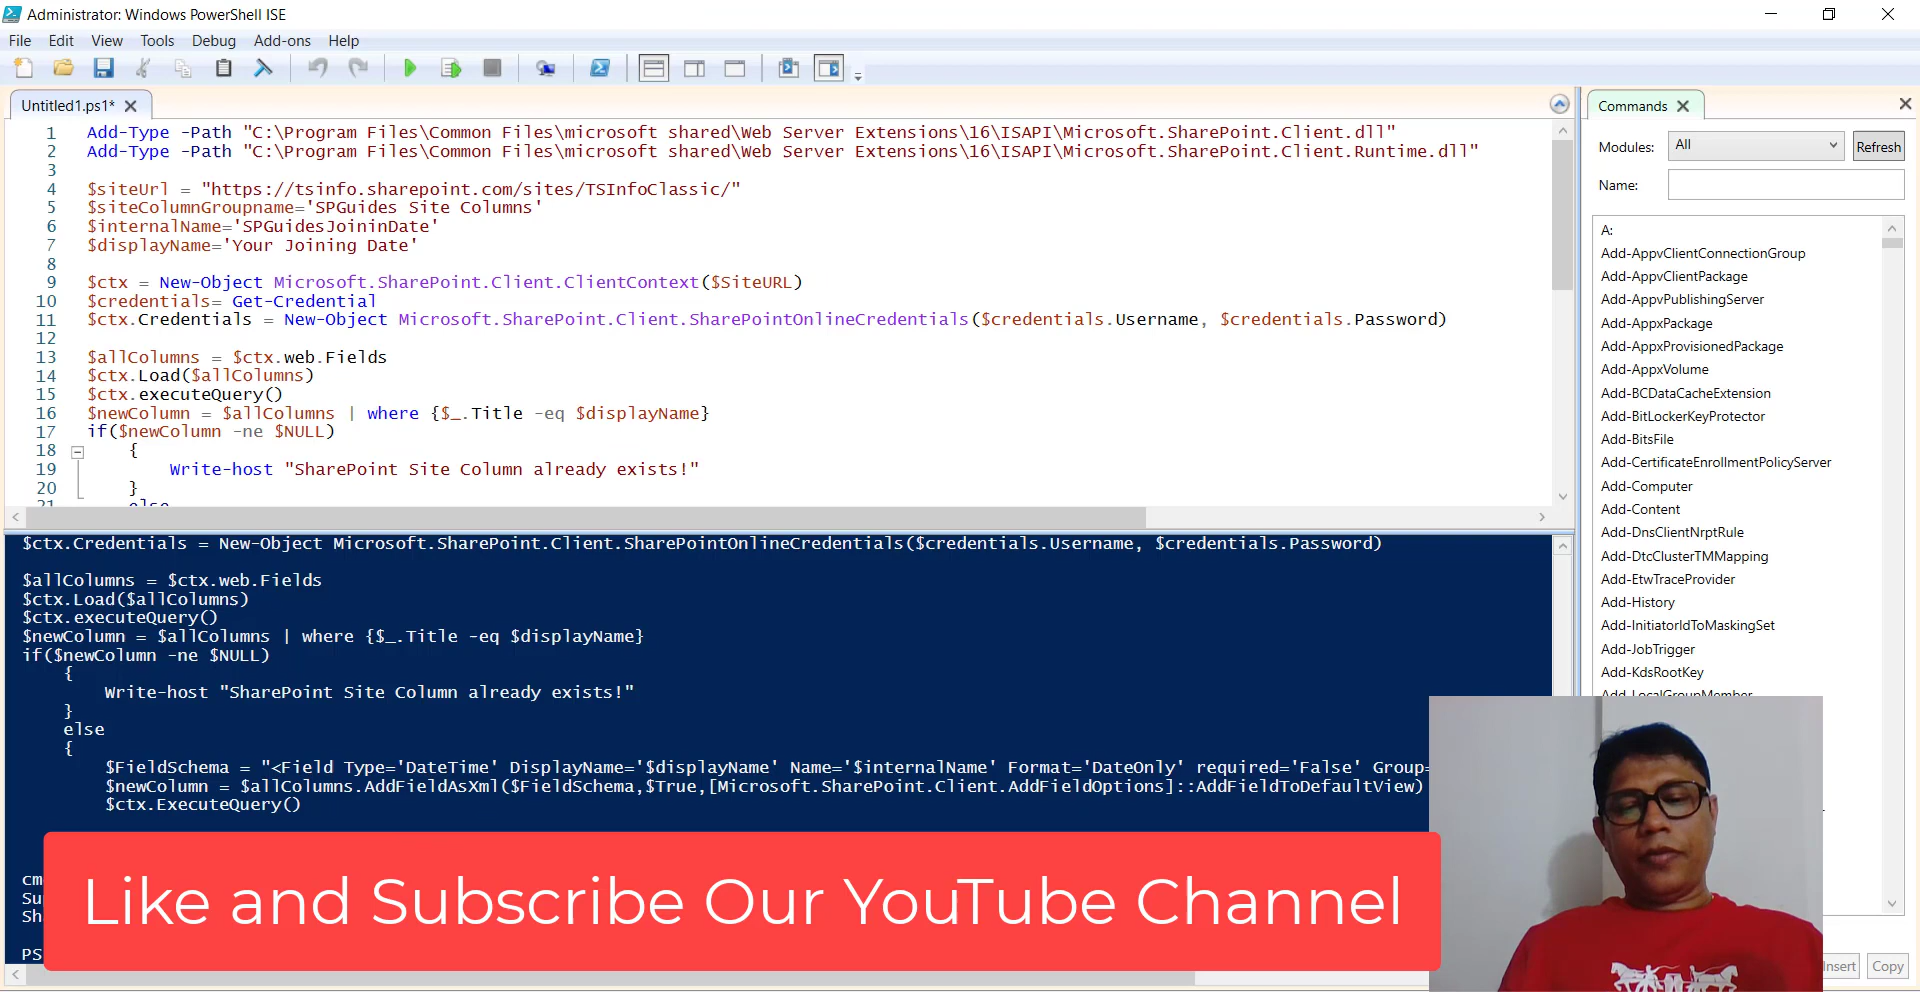 Administrator: Windows PowerShell ISE
File Edit View Tools Debug Add-ons Help
Untitled1.ps1*
1 Add-Type -Path "C:\Program Files\Common Files\microsoft shared\Web Server Extensions\16\ISAPI\Microsoft.SharePoint.Client.dll"
2 Add-Type -Path "C:\Program Files\Common Files\microsoft shared\Web Server Extensions\16\ISAPI\Microsoft.SharePoint.Client.Runtime.dll"
3
4 $siteUrl = "https://tsinfo.sharepoint.com/sites/TSInfoClassic/"
5 $siteColumnGroupname='SPGuides Site Columns'
6 $internalName='SPGuidesJoininDate'
7 $displayName='Your Joining Date'
8
9 $ctx = New-Object Microsoft.SharePoint.Client.ClientContext($SiteURL)
10 $credentials= Get-Credential
11 $ctx.Credentials = New-Object Microsoft.SharePoint.Client.SharePointOnlineCredentials($credentials.Username, $credentials.Password)
12
13 $allColumns = $ctx.web.Fields
14 $ctx.Load($allColumns)
15 $ctx.executeQuery()
16 $newColumn = $allColumns | where {$_.Title -eq $displayName}
17 if($newColumn -ne $NULL)
18 {
19 Write-host "SharePoint Site Column already exists!"
20 }
21 else
$ctx.Credentials = New-Object Microsoft.SharePoint.Client.SharePointOnlineCredentials($credentials.Username, $credentials.Password)
$allColumns = $ctx.web.Fields
$ctx.Load($allColumns)
$ctx.executeQuery()
$newColumn = $allColumns | where {$_.Title -eq $displayName}
if($newColumn -ne $NULL)
{
Write-host "SharePoint Site Column already exists!"
}
else
{
$FieldSchema = "<Field Type='DateTime' DisplayName='$displayName' Name='$internalName' Format='DateOnly' required='False' Group=
$newColumn = $allColumns.AddFieldAsXml($FieldSchema,$True,[Microsoft.SharePoint.Client.AddFieldOptions]::AddFieldToDefaultView)
$ctx.ExecuteQuery()
cm
Su
Sh
PS
Like and Subscribe Our YouTube Channel
Commands
Modules: All Refresh
Name:
A:
Add-AppvClientConnectionGroup
Add-AppvClientPackage
Add-AppvPublishingServer
Add-AppxPackage
Add-AppxProvisionedPackage
Add-AppxVolume
Add-BCDataCacheExtension
Add-BitLockerKeyProtector
Add-BitsFile
Add-CertificateEnrollmentPolicyServer
Add-Computer
Add-Content
Add-DnsClientNrptRule
Add-DtcClusterTMMapping
Add-EtwTraceProvider
Add-History
Add-InitiatorIdToMaskingSet
Add-JobTrigger
Add-KdsRootKey
Add-LocalGroupMember
Insert Copy